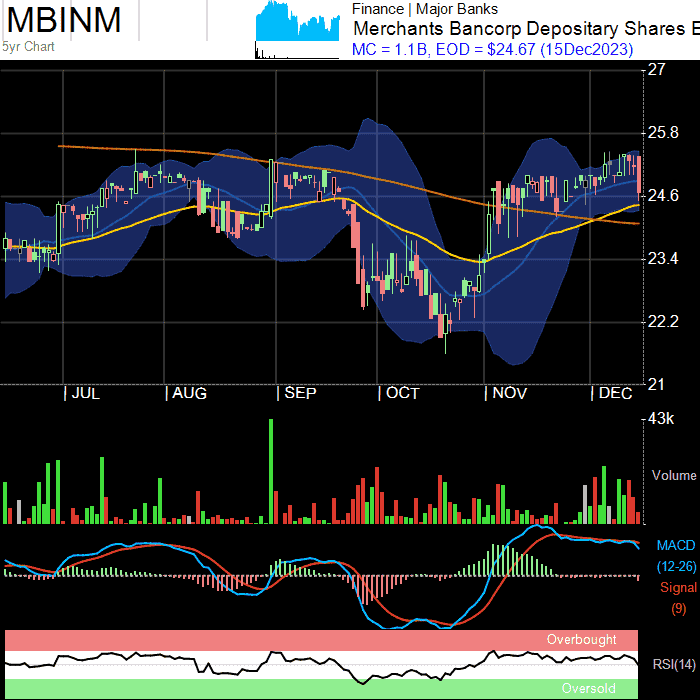 MBINM
5yr Chart
Finance | Major Banks
Merchants Bancorp Depositary Shares E
MC = 1.1B, EOD = $24.67 (15Dec2023)
27
25.8
24.6
23.4
22.2
21
| JUL | AUG | SEP | OCT | NOV | DEC
43k
Volume
MACD
(12-26)
Signal
(9)
Overbought
RSI(14)
Oversold